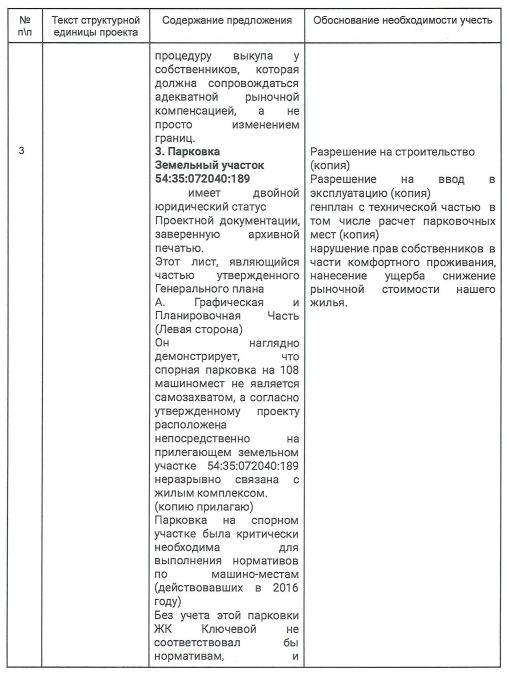 №
п\п
Текст структурной
единицы проекта
Содержание предложения
Обоснование необходимости учесть
процедуру выкупа у
собственников, которая
должна сопровождаться
адекватной рыночной
компенсацией, а не
просто изменением
границ.
3
3. Парковка
Земельный участок
54:35:072040:189
имеет двойной
юридический статус
Проектной документации,
заверенную архивной
печатью.
Этот лист, являющийся
частью утвержденного
Генерального плана
А. Графическая и
Планировочная Часть
(Левая сторона)
Он наглядно
демонстрирует, что
спорная парковка на 108
машиномест не является
самозахватом, а согласно
утвержденному проекту
расположена
непосредственно на
прилегающем земельном
участке 54:35:072040:189
неразрывно связана с
жилым комплексом.
(копию прилагаю)
Парковка на спорном
участке была критически
необходима для
выполнения нормативов
по машино-местам
(действовавших в 2016
году)
Без учета этой парковки
ЖК Ключевой не
соответствовал бы
нормативам, и
Разрешение на строительство
(копия)
Разрешение на ввод в
эксплуатацию (копия)
генплан с технической частью в
том числе расчет парковочных
мест (копия)
нарушение прав собственников в
части комфортного проживания,
нанесение ущерба снижение
рыночной стоимости нашего
жилья.